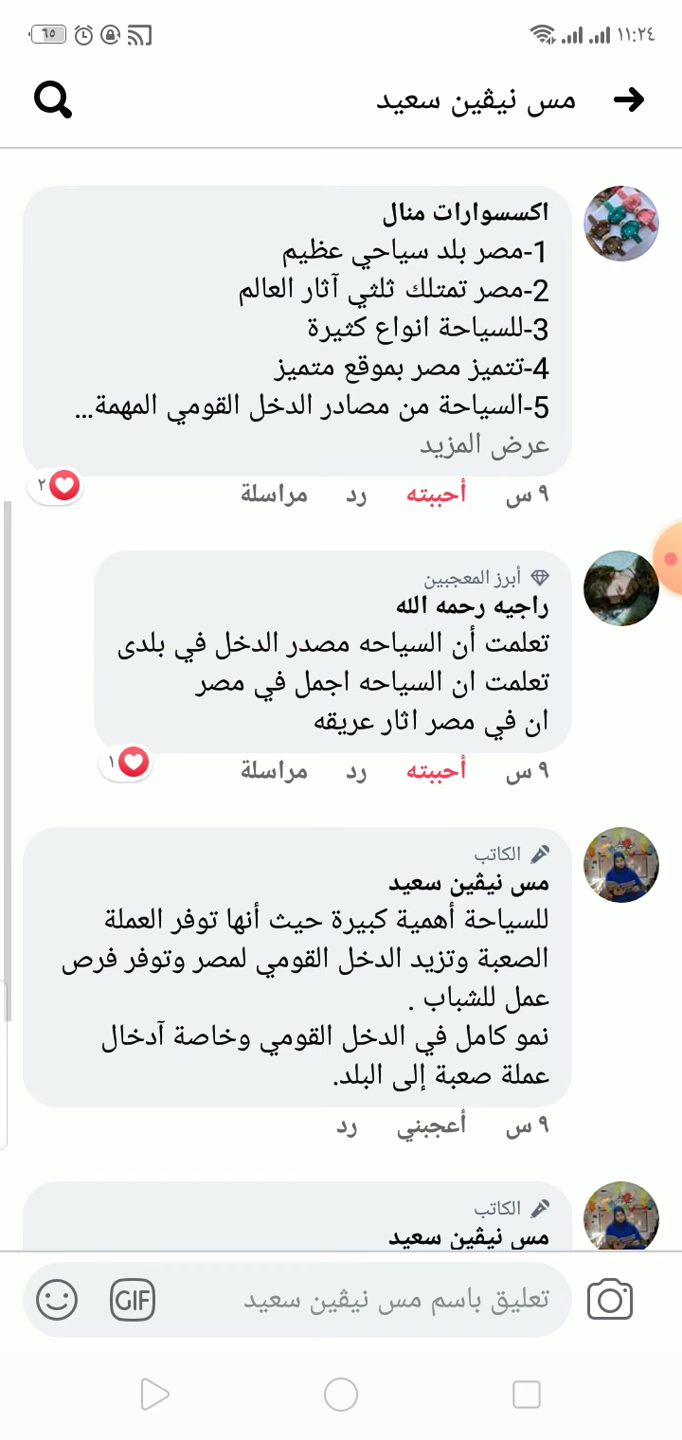 ١١:٢٤
٦٥
مس نيڤين سعيد
اكسسوارات منال
1-مصر بلد سياحي عظيم
2-مصر تمتلك ثلثي آثار العالم
3-للسياحة انواع كثيرة
4-تتميز مصر بموقع متميز
5-السياحة من مصادر الدخل القومي المهمة...
عرض المزيد
٩ س أحببته رد مراسلة ٢
أبرز المعجبين
راجيه رحمه الله
تعلمت أن السياحه مصدر الدخل في بلدى
تعلمت ان السياحه اجمل في مصر
ان في مصر اثار عريقه
٩ س أحببته رد مراسلة ١
الكاتب
مس نيڤين سعيد
للسياحة أهمية كبيرة حيث أنها توفر العملة
الصعبة وتزيد الدخل القومي لمصر وتوفر فرص
عمل للشباب .
نمو كامل في الدخل القومي وخاصة آدخال
عملة صعبة إلى البلد.
٩ س أعجبني رد
الكاتب
مس نيڤين سعيد
تعليق باسم مس نيڤين سعيد
GIF